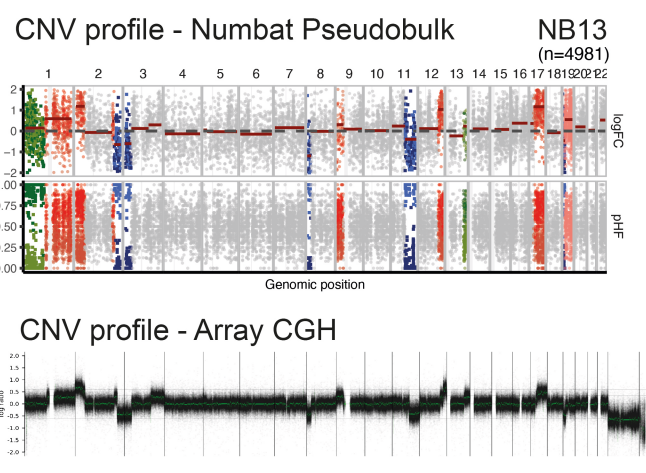 CNV profile - Numbat Pseudobulk NB13
(n=4981)
1 2 3 4 5 6 7 8 9 10 11 12 13 14 15 16 17 18 19 20 21 22
2
1
0
−1
−2
logFC
.00
0.75
0.50
0.25
0.00
pHF
Genomic position
CNV profile - Array CGH
2.0
1.5
1.0
0.5
0.0
-0.5
-1.0
-1.5
-2.0
log ratio